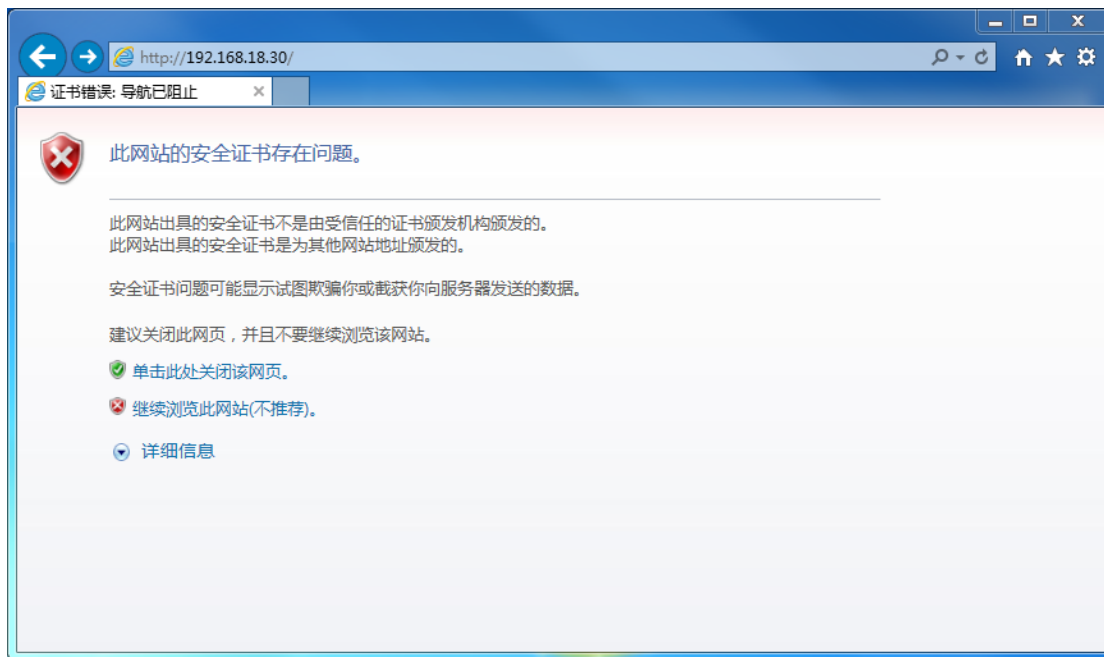 http://192.168.18.30/
证书错误: 导航已阻止
此网站的安全证书存在问题。
此网站出具的安全证书不是由受信任的证书颁发机构颁发的。
此网站出具的安全证书是为其他网站地址颁发的。
安全证书问题可能显示试图欺骗你或截获你向服务器发送的数据。
建议关闭此网页，并且不要继续浏览该网站。
单击此处关闭该网页。
继续浏览此网站(不推荐)。
详细信息